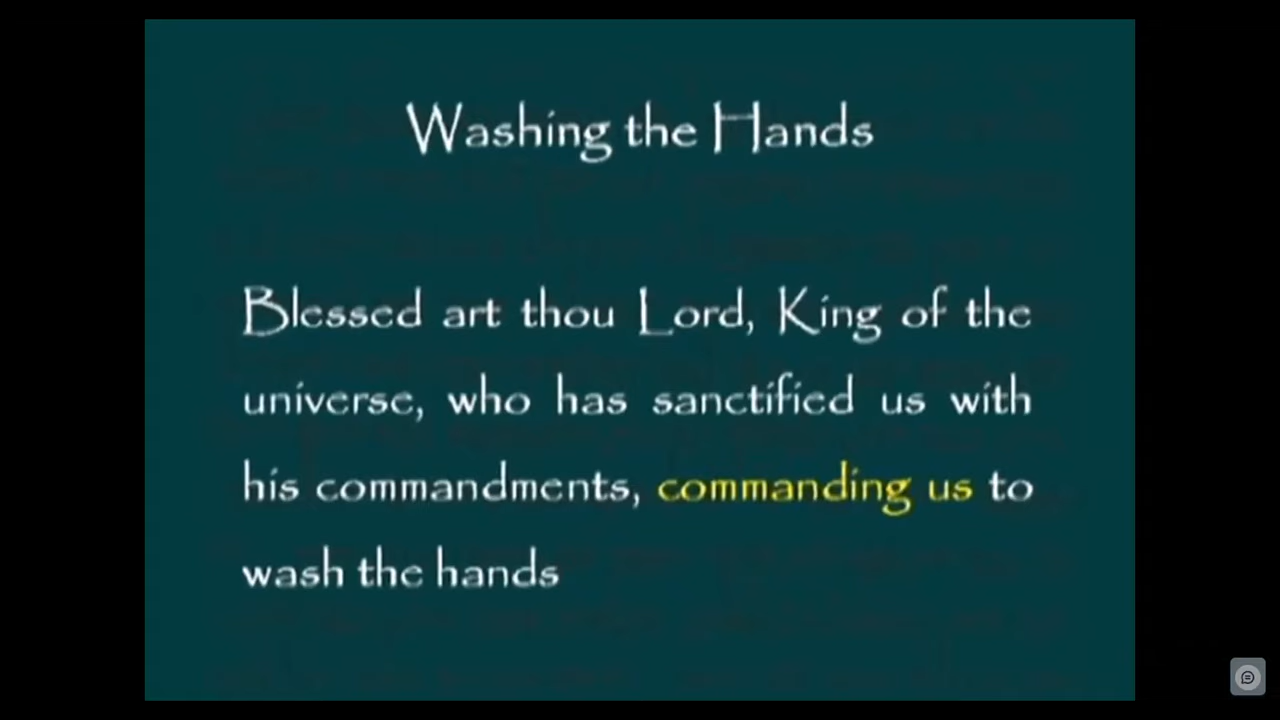 Washing the Hands
Blessed art thou Lord, King of the
universe, who has sanctified us with
his commandments, commanding us to
wash the hands